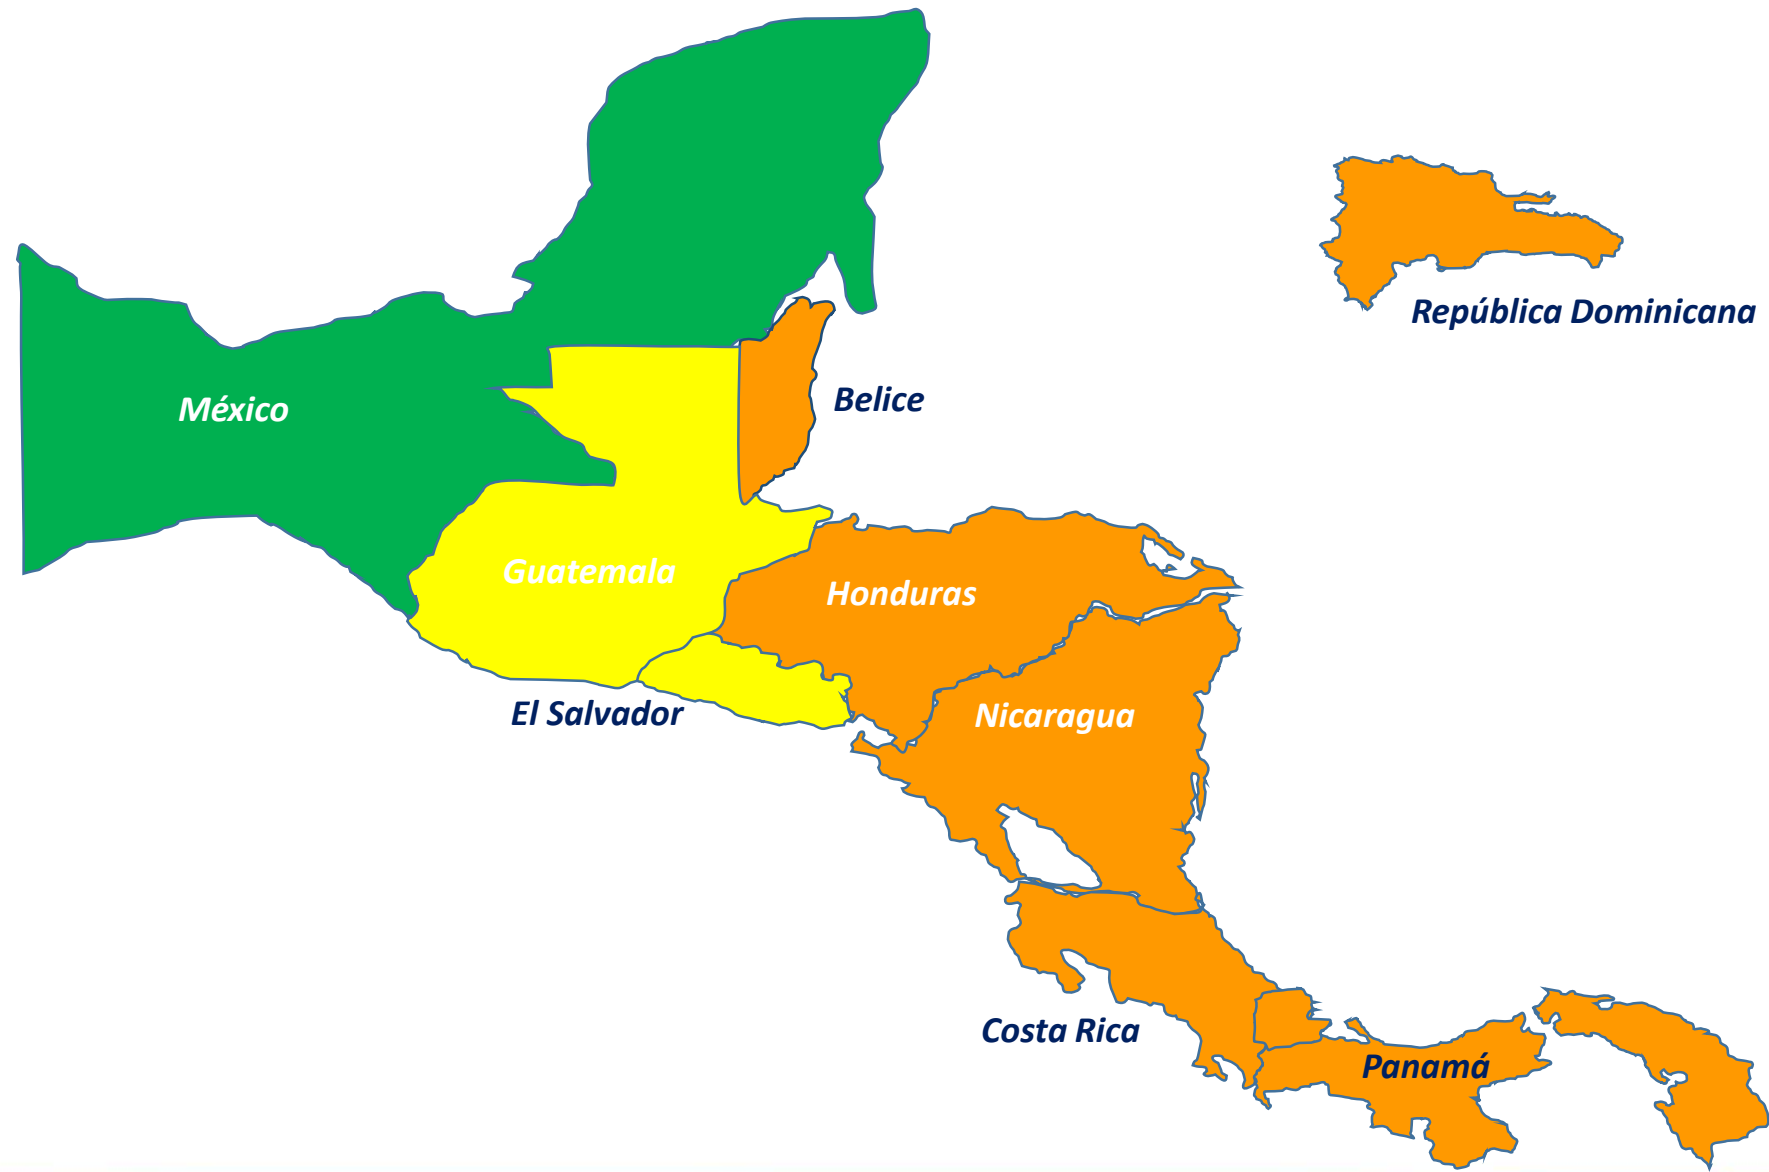 República Dominicana
Belice
México
Guatemala
Honduras
El Salvador
Nicaragua
Costa Rica
Panamá